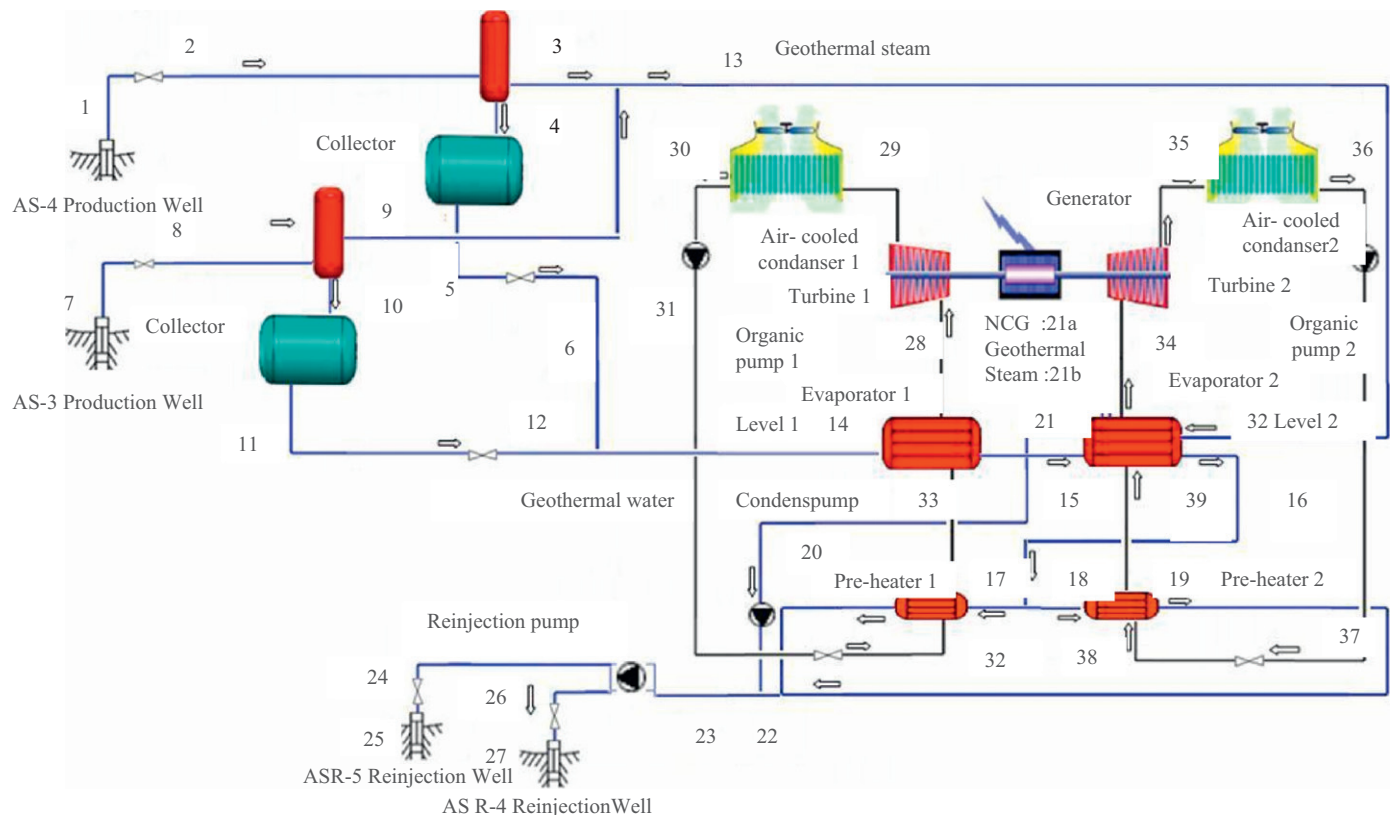 2
3
13
Geothermal steam
1
4
Collector
30
29
35
36
AS-4 Production Well
8
9
Generator
Air- cooled
condanser 1
Air- cooled
condanser2
7
Collector
10
5
31
Turbine 1
Turbine 2
6
Organic
pump 1
28
NCG :21a
Geothermal
Steam :21b
34
Organic
pump 2
AS-3 Production Well
Evaporator 1
Evaporator 2
11
12
Level 1
14
21
32 Level 2
Geothermal water
Condenspump
33
15
39
16
20
Pre-heater 1
17
18
19
Pre-heater 2
Reinjection pump
32
38
37
24
26
25
27
23
22
ASR-5 Reinjection Well
AS R-4 ReinjectionWell